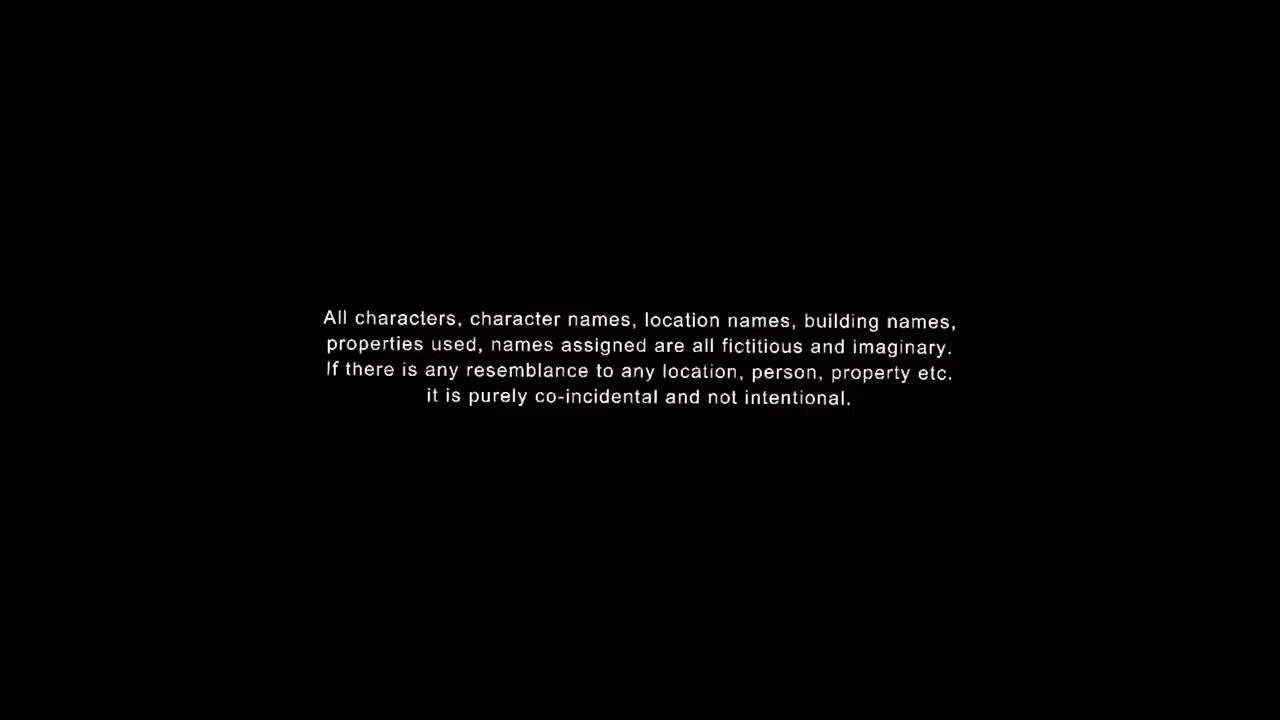 All characters, character names, location names, building names,
properties used, names assigned are all fictitious and imaginary.
If there is any resemblance to any location, person, property etc.
it is purely co-incidental and not intentional.